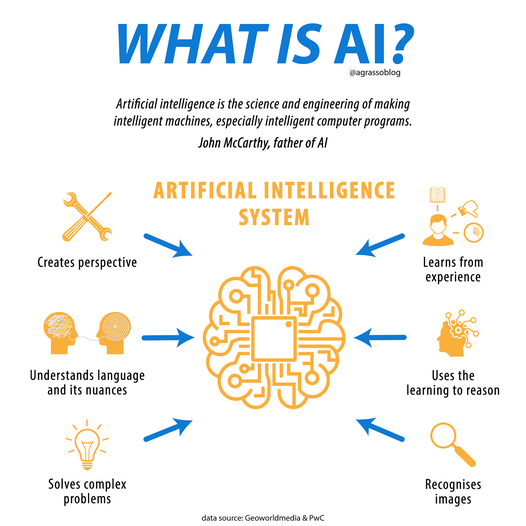 WHAT IS AI?
@agrassoblog
Artificial intelligence is the science and engineering of making
intelligent machines, especially intelligent computer programs.
John McCarthy, father of AI
ARTIFICIAL INTELLIGENCE
SYSTEM
Creates perspective
Learns from
experience
Understands language
and its nuances
Uses the
learning to reason
Solves complex
problems
Recognises
images
data source: Geoworldmedia & PwC